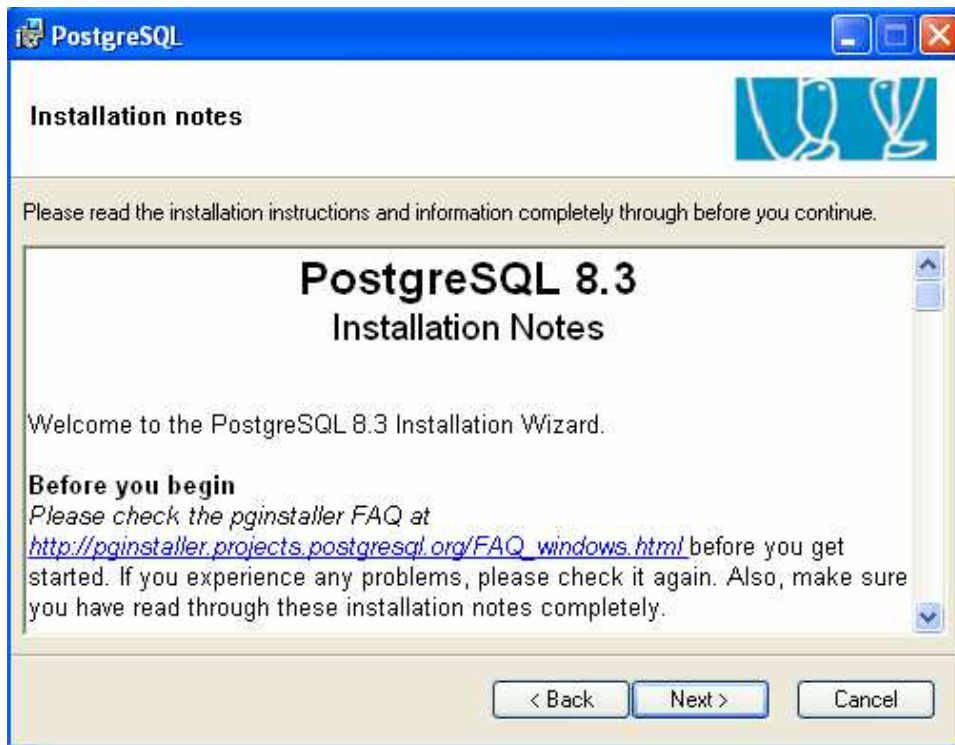 PostgreSQL
Installation notes
Please read the installation instructions and information completely through before you continue.
PostgreSQL 8.3
Installation Notes
Welcome to the PostgreSQL 8.3 Installation Wizard.
Before you begin
Please check the pginstaller FAQ at
http://pginstaller.projects.postgresql.org/FAQ_windows.html before you get
started. If you experience any problems, please check it again. Also, make sure
you have read through these installation notes completely.
< Back
Next >
Cancel